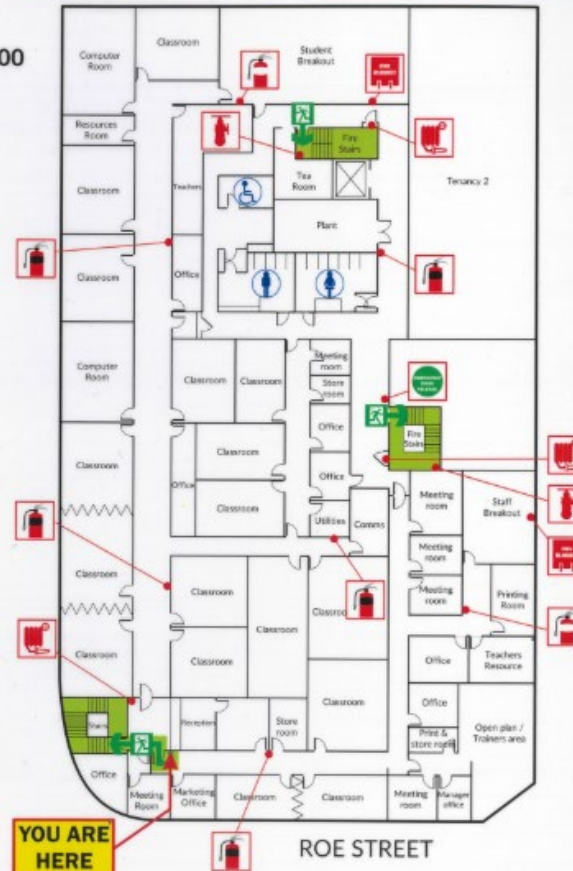 00
Classroom
Computer
Room
Student
Breakout
Resources
Room
Fire
Stairs
Classroom
Teachers
Tea
Room
Tenancy 2
Plant
Classroom
Office
Computer
Room
Classroom
Classroom
Meeting
room
Store
room
Office
Fire
Stairs
Classroom
Office
Classroom
Classroom
Office
Utilities
Comms
Meeting
room
Staff
Breakout
Classroom
Classroom
Classroom
Classroom
Meeting
room
Meeting
room
Printing
Room
Classroom
Classroom
Classroom
Office
Teachers
Resource
Stairs
Reception
Store
room
Office
Print &
store room
Open plan /
Trainers area
Office
Meeting
Room
Marketing
Office
Classroom
Classroom
Meeting
room
Manager
office
YOU ARE
HERE
ROE STREET